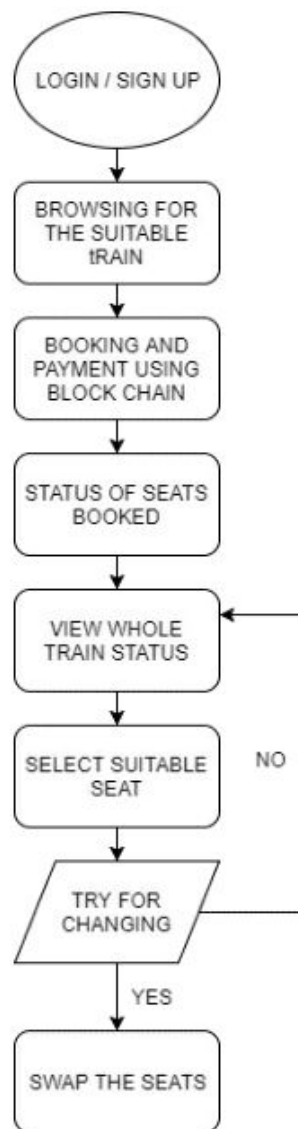 LOGIN / SIGN UP
BROWSING FOR
THE SUITABLE
tRAIN
BOOKING AND
PAYMENT USING
BLOCK CHAIN
STATUS OF SEATS
BOOKED
VIEW WHOLE
TRAIN STATUS
SELECT SUITABLE
SEAT
NO
TRY FOR
CHANGING
YES
SWAP THE SEATS